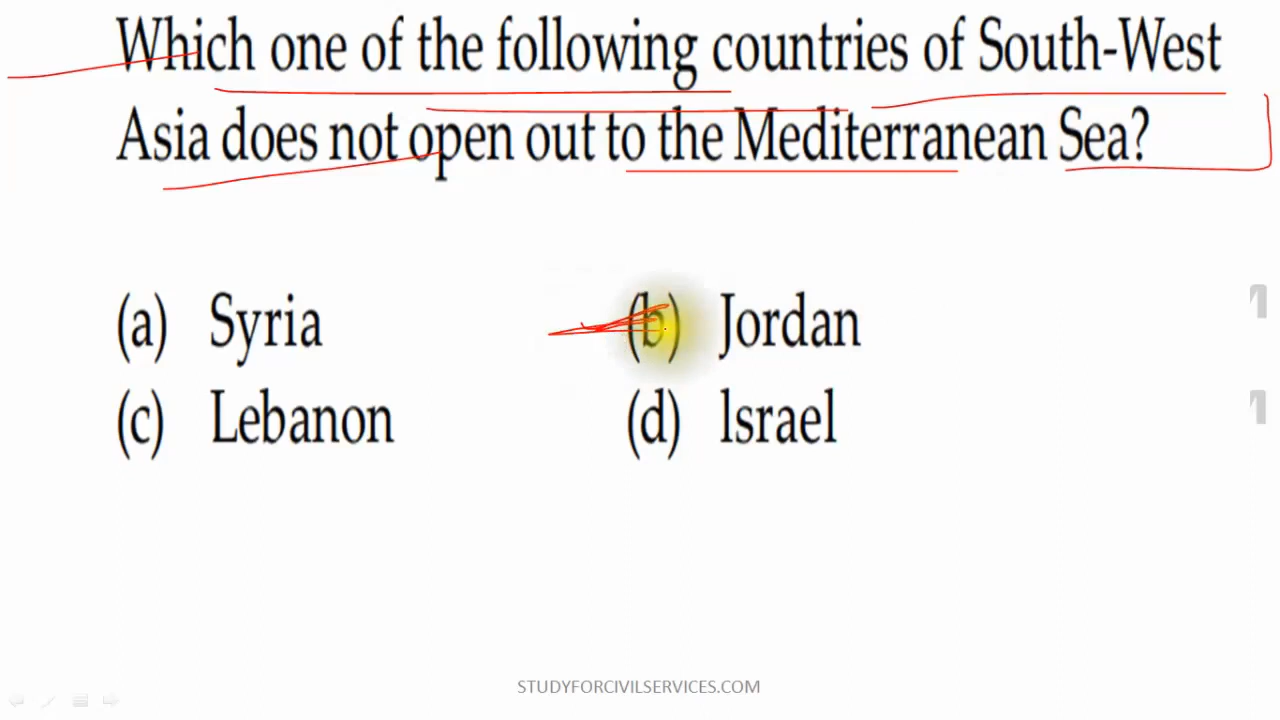 Which one of the following countries of South-West
Asia does not open out to the Mediterranean Sea?
(a) Syria (b) Jordan
(c) Lebanon (d) Israel
STUDYFORCIVILSERVICES.COM